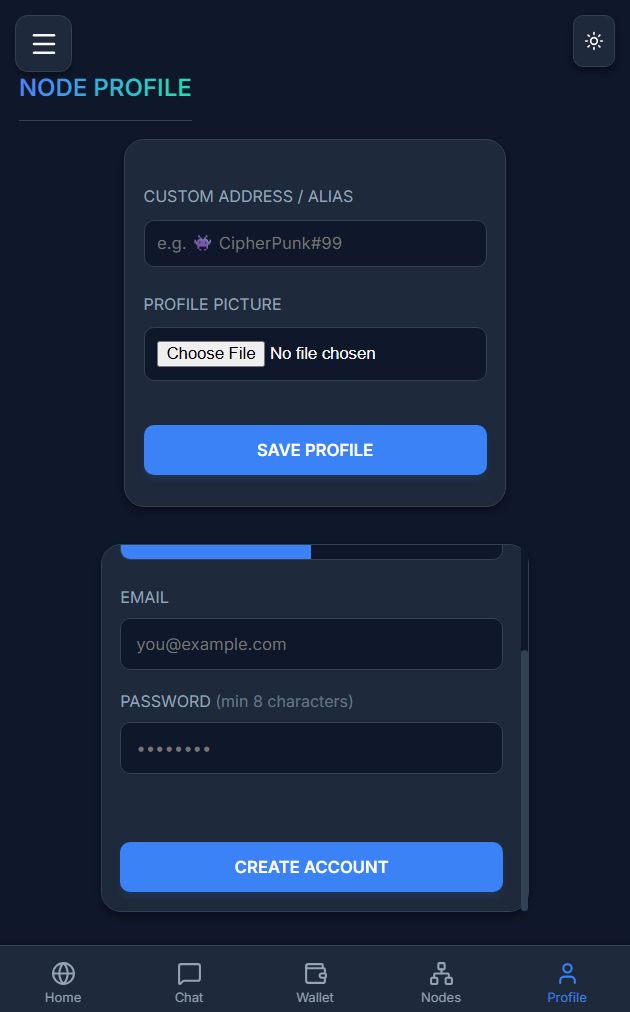 NODE PROFILE
CUSTOM ADDRESS / ALIAS
e.g. 👾 CipherPunk#99
PROFILE PICTURE
Choose File No file chosen
SAVE PROFILE
EMAIL
you@example.com
PASSWORD (min 8 characters)
••••••••
CREATE ACCOUNT
Home Chat Wallet Nodes Profile